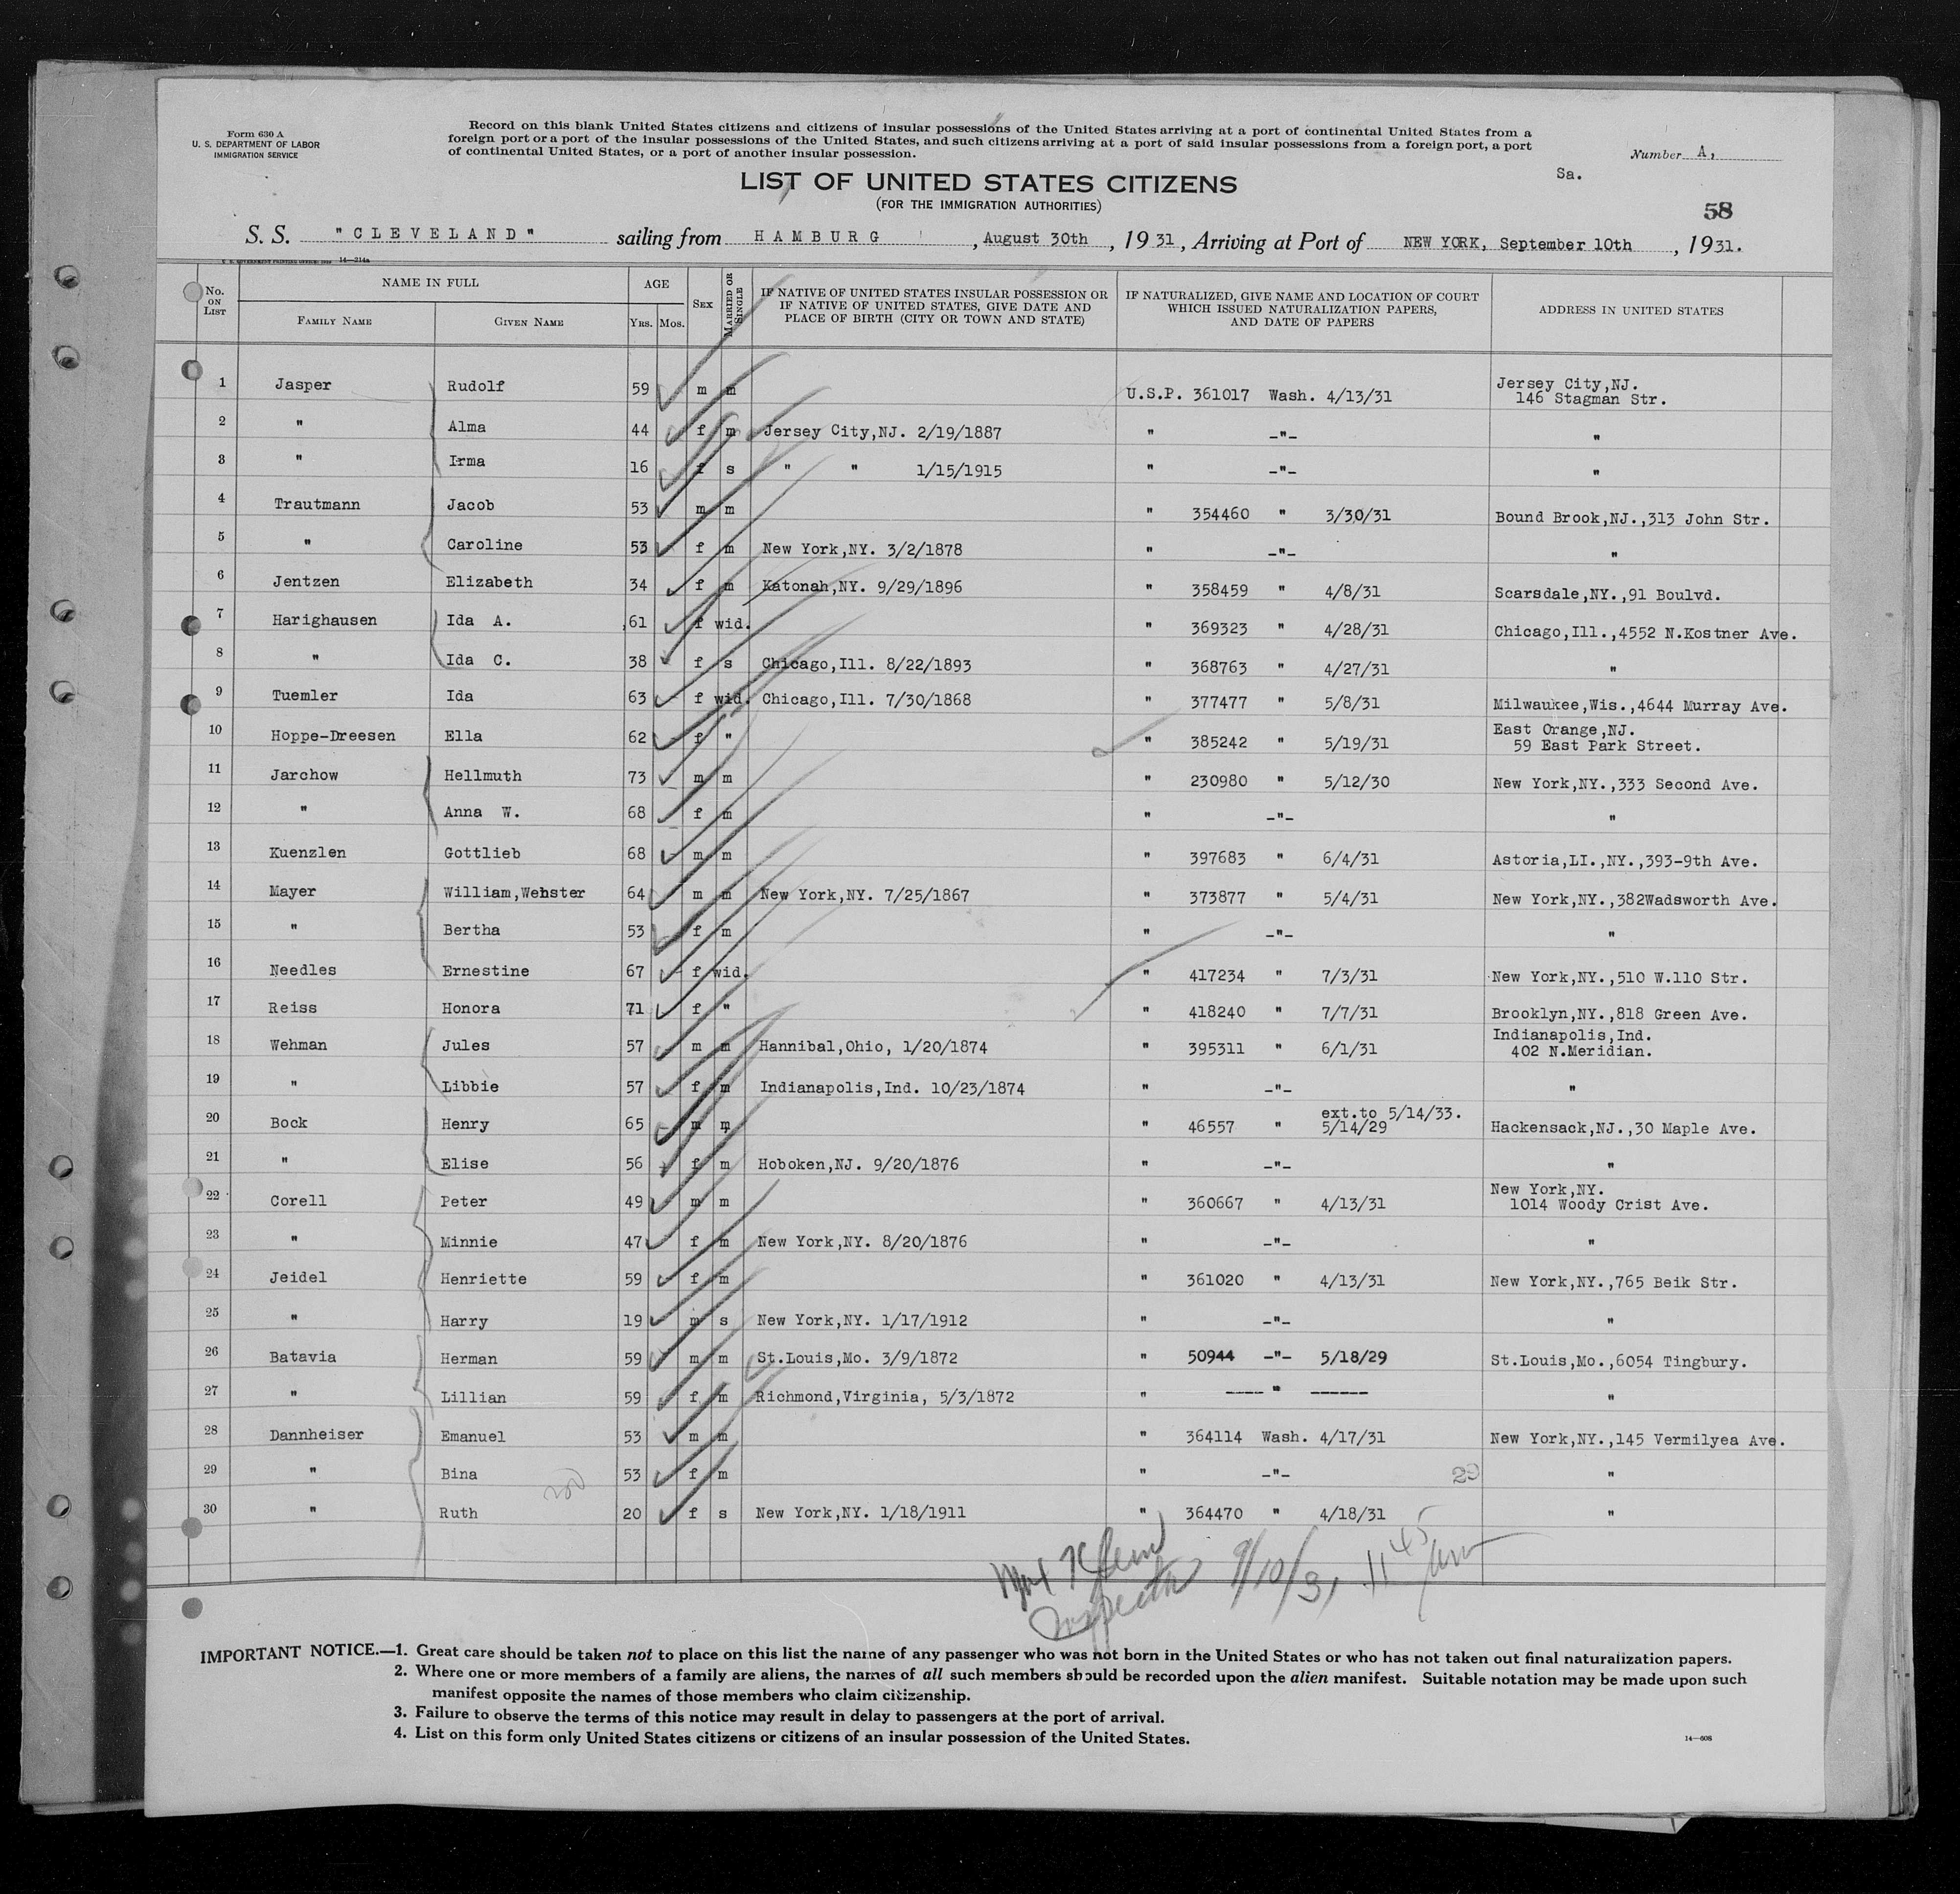 Form 630 A
U. S. DEPARTMENT OF LABOR
IMMIGRATION SERVICE
Record on this blank United States citizens and citizens of insular possessions of the United States arriving at a port of continental United States from a
foreign port or a port of the insular possessions of the United States, and such citizens arriving at a port of said insular possessions from a foreign port, a port
of continental United States, or a port of another insular possession.
Number A,
Sa.
LIST OF UNITED STATES CITIZENS
(FOR THE IMMIGRATION AUTHORITIES)
58
S. S. "CLEVELAND" sailing from HAMBURG, August 30th, 1931, Arriving at Port of NEW YORK, September 10th, 1931.
14—214a
No. ON LIST NAME IN FULL AGE SEX MARRIED OR SINGLE IF NATIVE OF UNITED STATES INSULAR POSSESSION OR IF NATIVE OF UNITED STATES, GIVE DATE AND PLACE OF BIRTH (CITY OR TOWN AND STATE) IF NATURALIZED, GIVE NAME AND LOCATION OF COURT WHICH ISSUED NATURALIZATION PAPERS, AND DATE OF PAPERS ADDRESS IN UNITED STATES
FAMILY NAME GIVEN NAME YRS. MOS.
1 Jasper Rudolf 59 m m U.S.P. 361017 Wash. 4/13/31 Jersey City,NJ. 146 Stagman Str.
2 " Alma 44 f m Jersey City,NJ. 2/19/1887 " -"- "
3 " Irma 16 f s " " 1/15/1915 " -"- "
4 Trautmann Jacob 53 m m " 354460 " 3/30/31 Bound Brook,NJ.,313 John Str.
5 " Caroline 53 f m New York,NY. 3/2/1878 " -"- "
6 Jentzen Elizabeth 34 f m Katonah,NY. 9/29/1896 " 358459 " 4/8/31 Scarsdale,NY.,91 Boulvd.
7 Harighausen Ida A. 61 f wid. " 369323 " 4/28/31 Chicago,Ill.,4552 N.Kostner Ave.
8 " Ida C. 38 f s Chicago,Ill. 8/22/1893 " 368763 " 4/27/31 "
9 Tuemler Ida 63 f wid. Chicago,Ill. 7/30/1868 " 377477 " 5/8/31 Milwaukee,Wis.,4644 Murray Ave.
10 Hoppe-Dreesen Ella 62 f " " 385242 " 5/19/31 East Orange,NJ. 59 East Park Street.
11 Jarchow Hellmuth 73 m m " 230980 " 5/12/30 New York,NY.,333 Second Ave.
12 " Anna W. 68 f m " -"- "
13 Kuenzlen Gottlieb 68 m m " 397683 " 6/4/31 Astoria,LI.,NY.,393-9th Ave.
14 Mayer William,Webster 64 m m New York,NY. 7/25/1867 " 373877 " 5/4/31 New York,NY.,382Wadsworth Ave.
15 " Bertha 53 f m " -"- "
16 Needles Ernestine 67 f wid. " 417234 " 7/3/31 New York,NY.,510 W.110 Str.
17 Reiss Honora 71 f " " 418240 " 7/7/31 Brooklyn,NY.,818 Green Ave.
18 Wehman Jules 57 m m Hannibal,Ohio, 1/20/1874 " 395311 " 6/1/31 Indianapolis,Ind. 402 N.Meridian.
19 " Libbie 57 f m Indianapolis,Ind. 10/23/1874 " -"- "
20 Bock Henry 65 m m " 46557 " ext.to 5/14/33. 5/14/29 Hackensack,NJ.,30 Maple Ave.
21 " Elise 56 f m Hoboken,NJ. 9/20/1876 " -"- "
22 Corell Peter 49 m m " 360667 " 4/13/31 New York,NY. 1014 Woody Crist Ave.
23 " Minnie 47 f m New York,NY. 8/20/1876 " -"- "
24 Jeidel Henriette 59 f m " 361020 " 4/13/31 New York,NY.,765 Beik Str.
25 " Harry 19 m s New York,NY. 1/17/1912 " -"- "
26 Batavia Herman 59 m m St.Louis,Mo. 3/9/1872 " 50944 -"- 5/18/29 St.Louis,Mo.,6054 Tingbury.
27 " Lillian 59 f m Richmond,Virginia, 5/3/1872 " ----"------ "
28 Dannheiser Emanuel 53 m m " 364114 Wash. 4/17/31 New York,NY.,145 Vermilyea Ave.
29 " Bina 53 f m " -"- 29 "
30 " Ruth 20 f s New York,NY. 1/18/1911 " 364470 " 4/18/31 "
Inspector 9/10/31 11 45 am
IMPORTANT NOTICE.—1. Great care should be taken not to place on this list the name of any passenger who was not born in the United States or who has not taken out final naturalization papers.
2. Where one or more members of a family are aliens, the names of all such members should be recorded upon the alien manifest. Suitable notation may be made upon such
manifest opposite the names of those members who claim citizenship.
3. Failure to observe the terms of this notice may result in delay to passengers at the port of arrival.
4. List on this form only United States citizens or citizens of an insular possession of the United States.
14—608